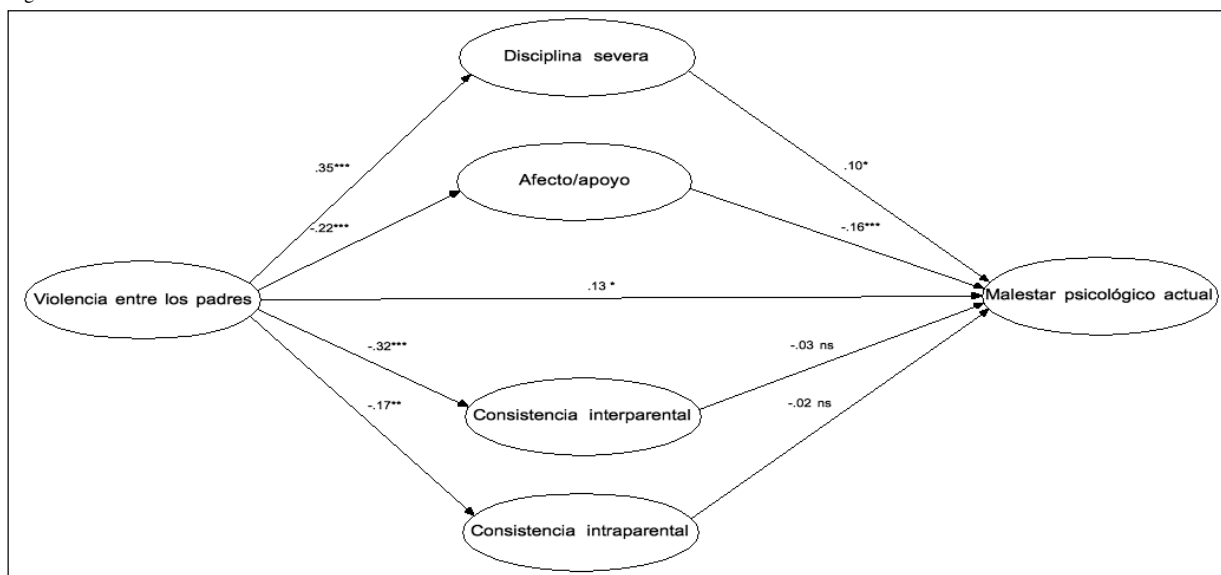 Disciplina severa
.35***
.10*
Afecto/apoyo
-.22***
-.16***
.13 *
Violencia entre los padres
Malestar psicológico actual
-.32***
-.03 ns
-.17**
-.02 ns
Consistencia interparental
Consistencia intraparental